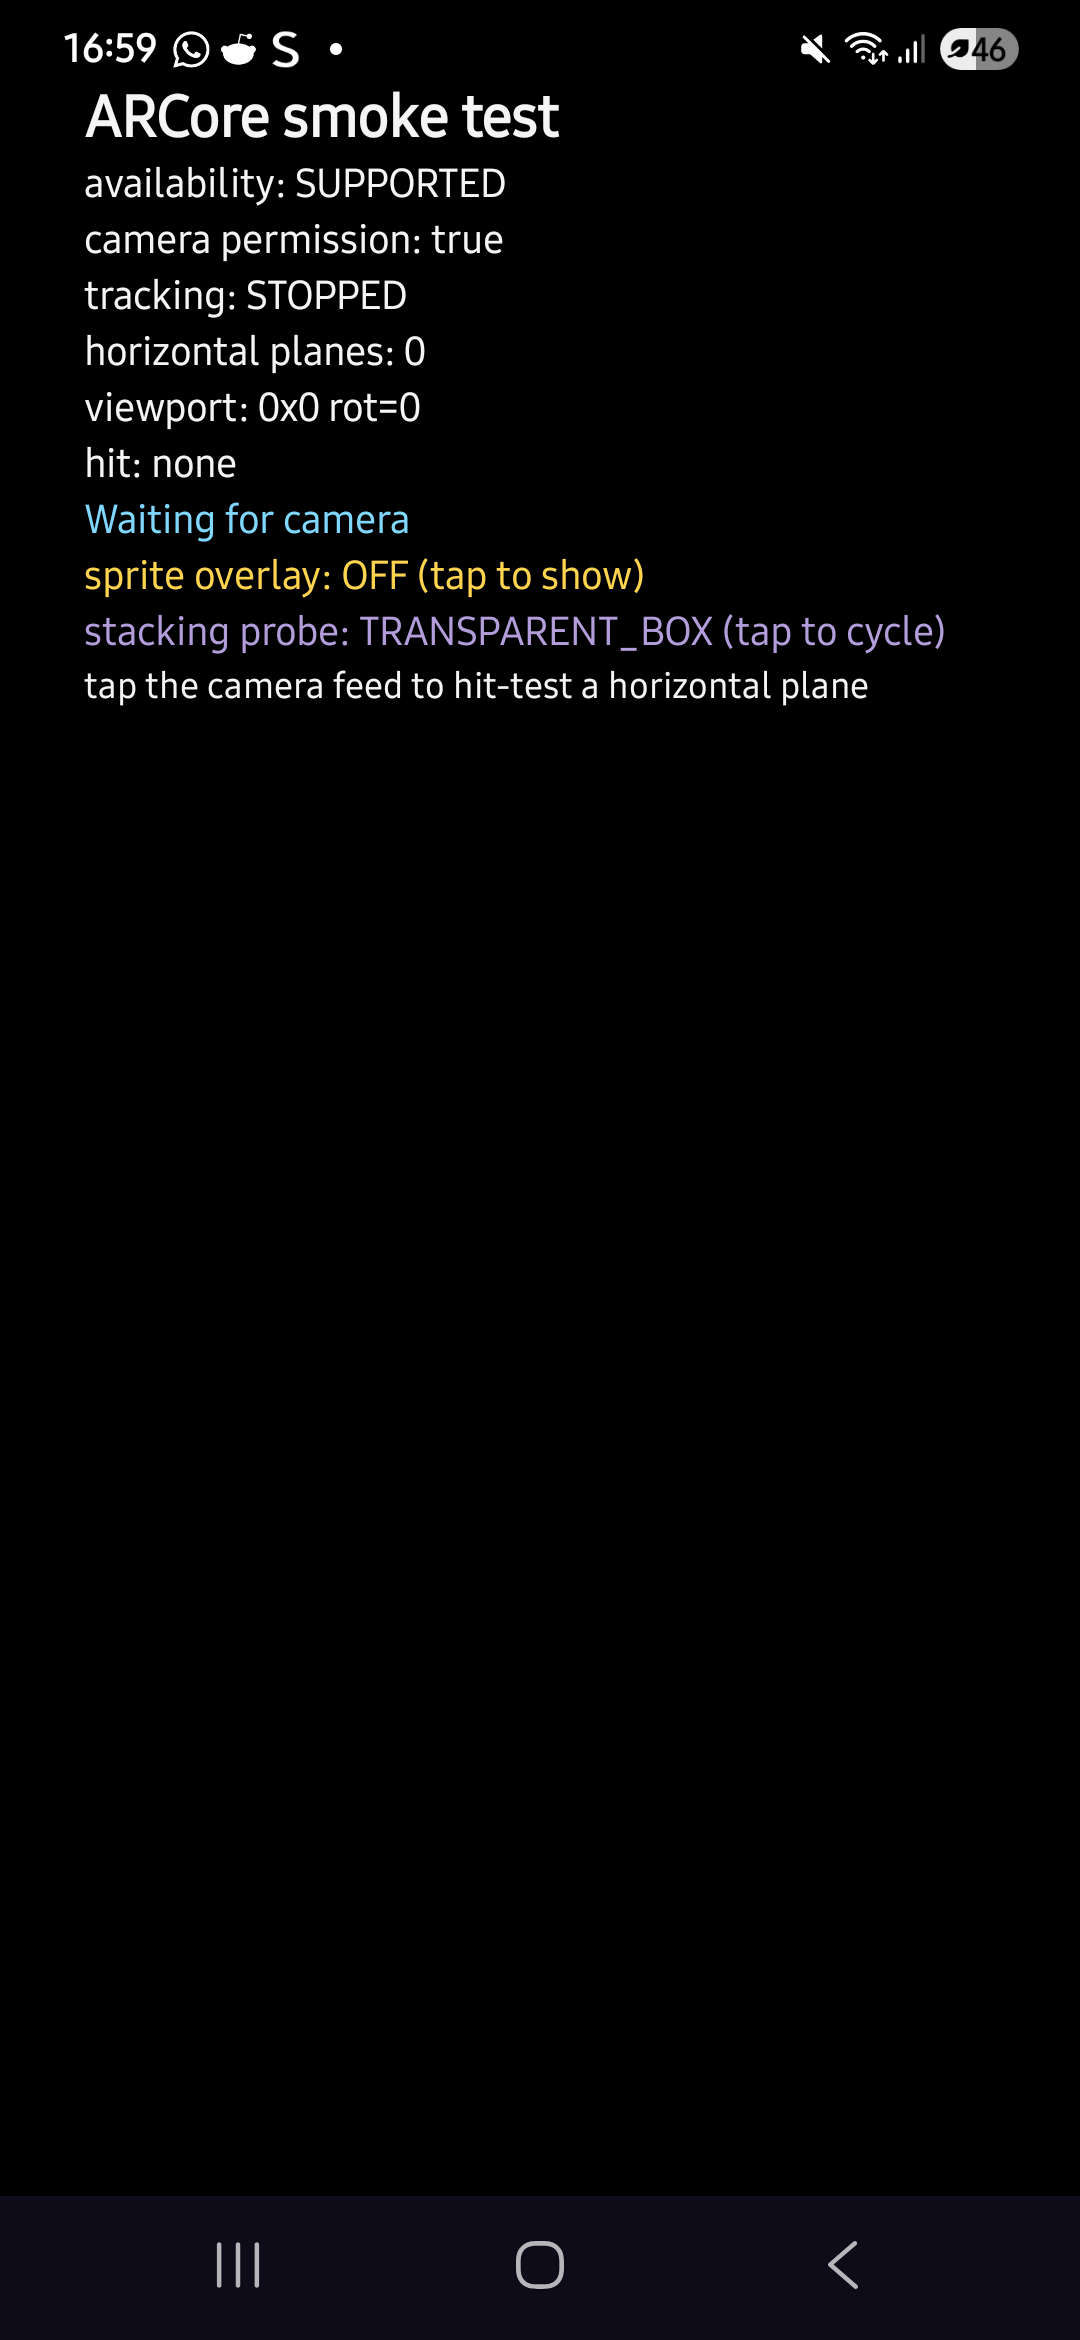 16:59 S 46
ARCore smoke test
availability: SUPPORTED
camera permission: true
tracking: STOPPED
horizontal planes: 0
viewport: 0x0 rot=0
hit: none
Waiting for camera
sprite overlay: OFF (tap to show)
stacking probe: TRANSPARENT_BOX (tap to cycle)
tap the camera feed to hit-test a horizontal plane